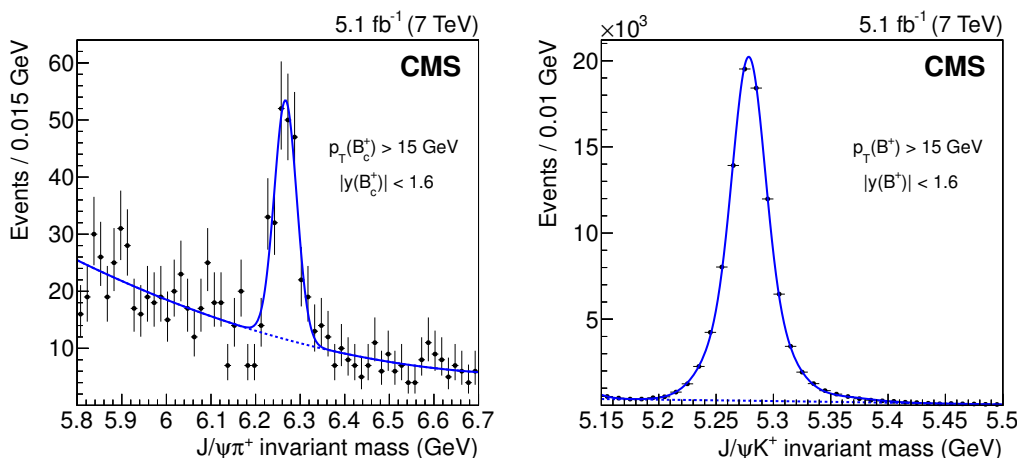 5.1 fb⁻¹ (7 TeV)
CMS
p_T(B_c⁺) > 15 GeV
|y(B_c⁺)| < 1.6
Events / 0.015 GeV
60
50
40
30
20
10
5.8 5.9 6 6.1 6.2 6.3 6.4 6.5 6.6 6.7
J/ψπ⁺ invariant mass (GeV)
×10³
5.1 fb⁻¹ (7 TeV)
CMS
p_T(B⁺) > 15 GeV
|y(B⁺)| < 1.6
Events / 0.01 GeV
20
15
10
5
5.15 5.2 5.25 5.3 5.35 5.4 5.45 5.5
J/ψK⁺ invariant mass (GeV)